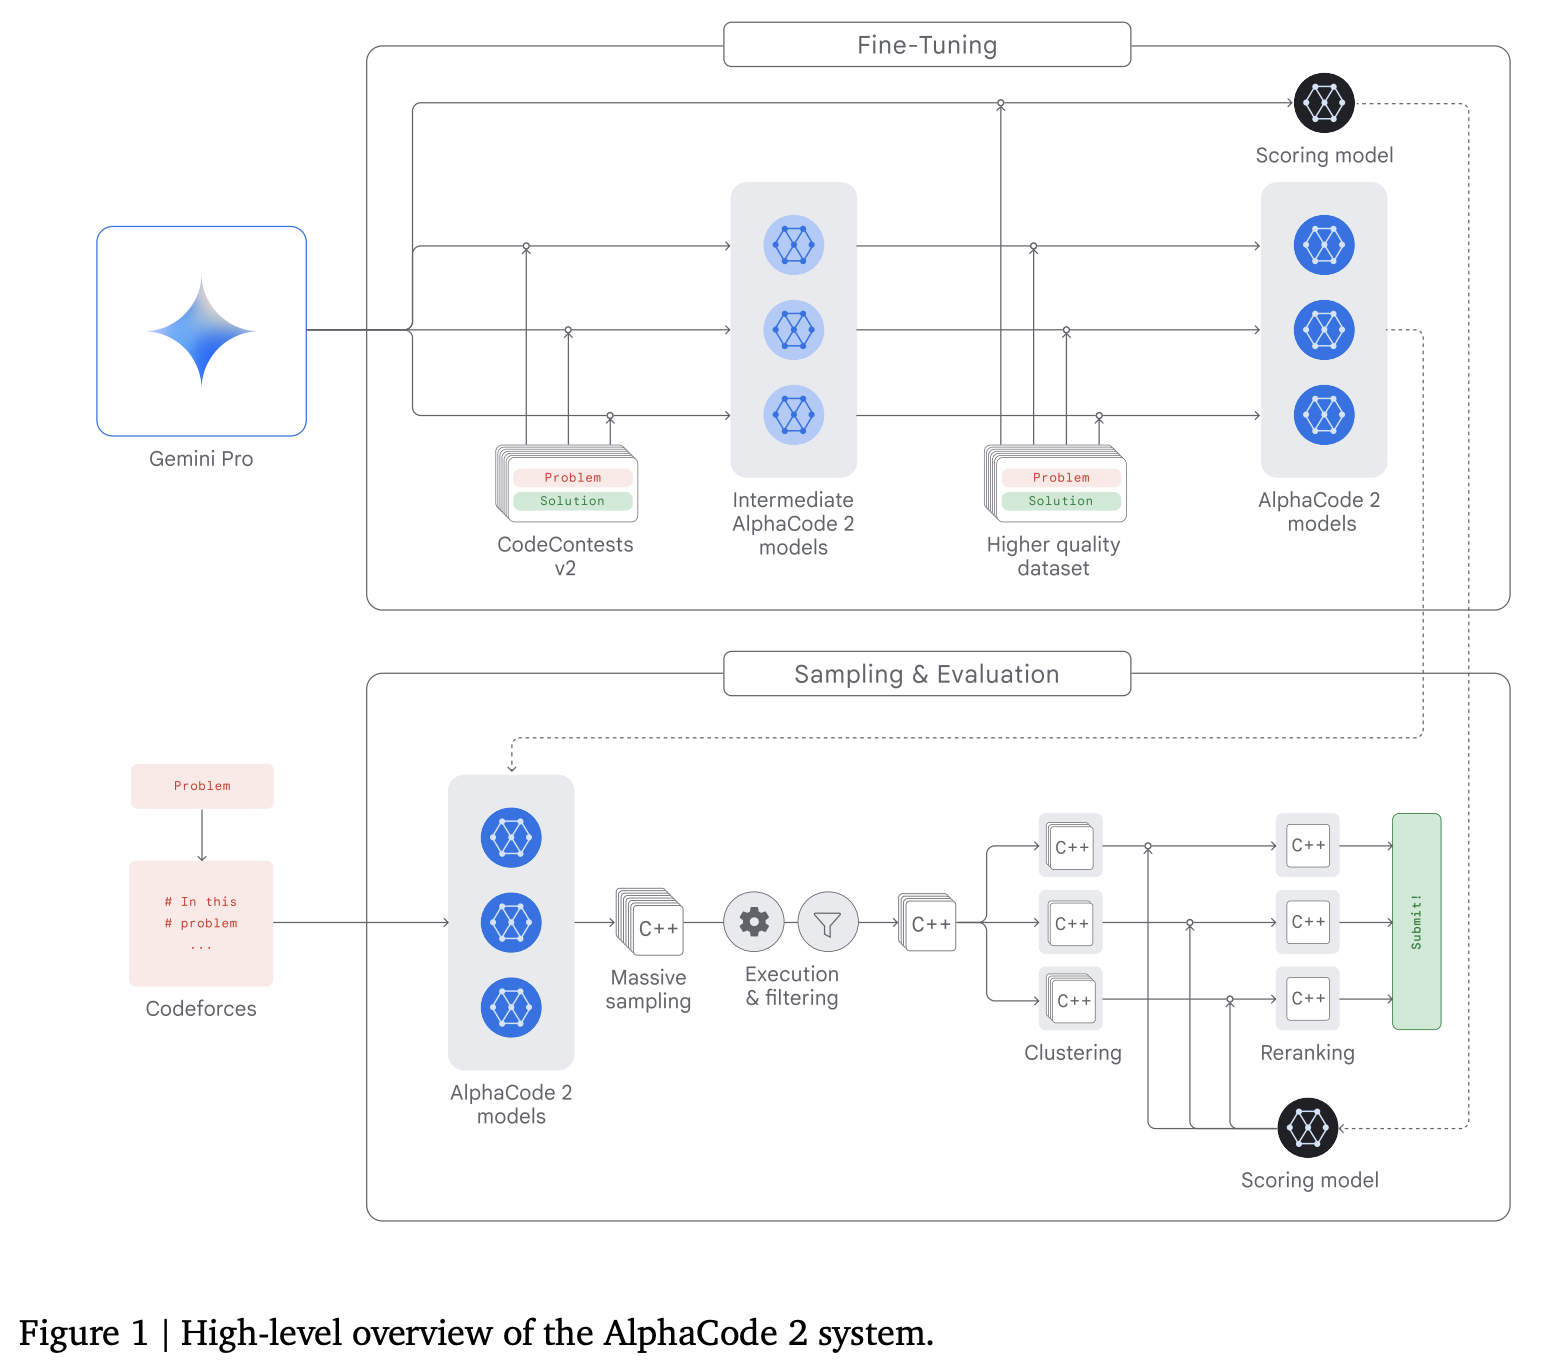 Fine-Tuning
Scoring model
Gemini Pro
Problem
Solution
CodeContests
v2
Intermediate
AlphaCode 2
models
Problem
Solution
Higher quality
dataset
AlphaCode 2
models
Sampling & Evaluation
Problem
# In this
# problem
...
Codeforces
AlphaCode 2
models
C++
Massive
sampling
Execution
& filtering
C++
C++
C++
C++
Clustering
C++
C++
C++
Reranking
Submit!
Scoring model
Figure 1 | High-level overview of the AlphaCode 2 system.